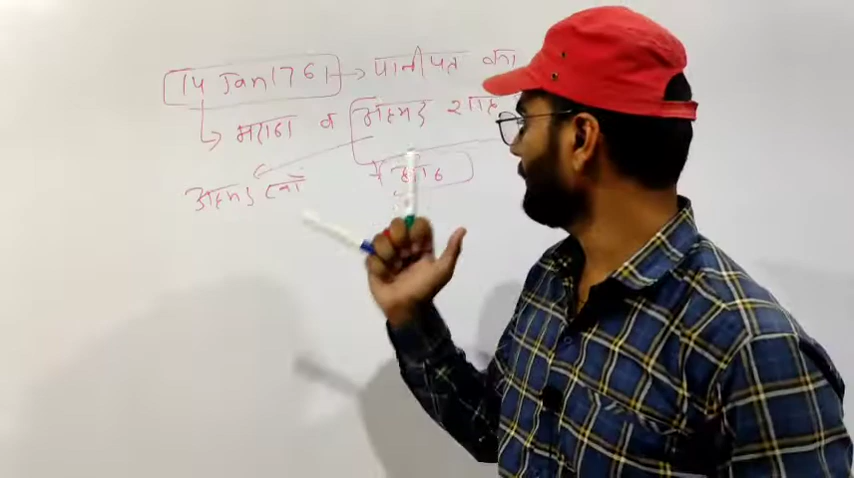 14 Jan 1761 → पानीपत का
मराठा व अहमद शाह
अहमद खाँ